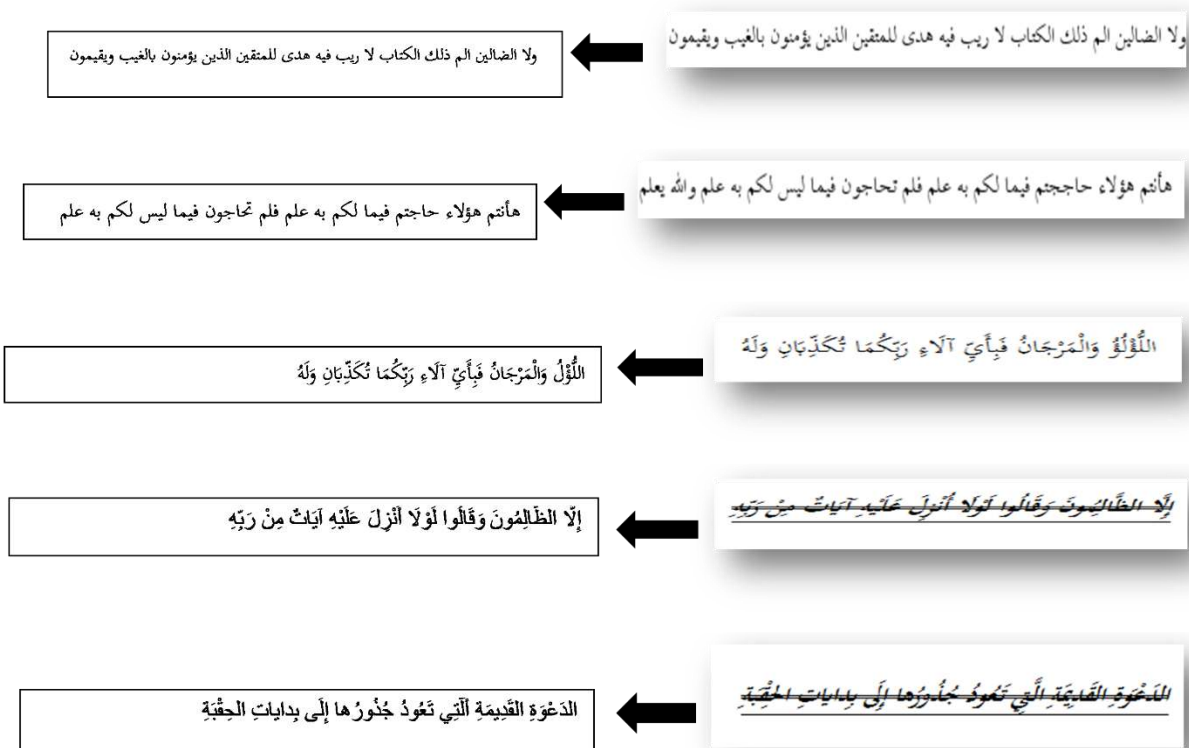 ولا الضالين الم ذلك الكتاب لا ريب فيه هدى للمتقين الذين يؤمنون بالغيب ويقيمون
ولا الضالين الم ذلك الكتاب لا ريب فيه هدى للمتقين الذين يؤمنون بالغيب ويقيمون
هأنتم هؤلاء حاججتم فيما لكم به علم فلم تحاجون فيما ليس لكم به علم والله يعلم
هأنتم هؤلاء حاجتم فيما لكم به علم فلم تحاجون فيما ليس لكم به علم
اللُّؤْلُؤُ وَالْمَرْجَانُ فَبِأَيِّ آلَاءِ رَبِّكُمَا تُكَذِّبَانِ وَلَهُ
اللُّؤْلُ وَالْمَرْجَانُ فَبِأَيِّ آلَاءِ رَبِّكُمَا تُكَذِّبَانِ وَلَهُ
إِلَّا الظَّالِمُونَ وَقَالُوا لَوْلَا أُنْزِلَ عَلَيْهِ آيَاتٌ مِنْ رَبِّهِ
إِلّا الظَّالِمُونَ وَقَالُوا لَوْلَا أُنْزِلَ عَلَيْهِ آيَاتٌ مِنْ رَبِّهِ
الدَعْوَةِ القَدِيمَةِ الَّتِي تَعُودُ جُذُورُها إِلَى بِداياتِ الحِقْبَةِ
الدَعْوَةِ القَدِيمَةِ اَلَّتِي تَعُودُ جُذُورُ ها إِلَى بِداياتِ الحِقْبَةِ